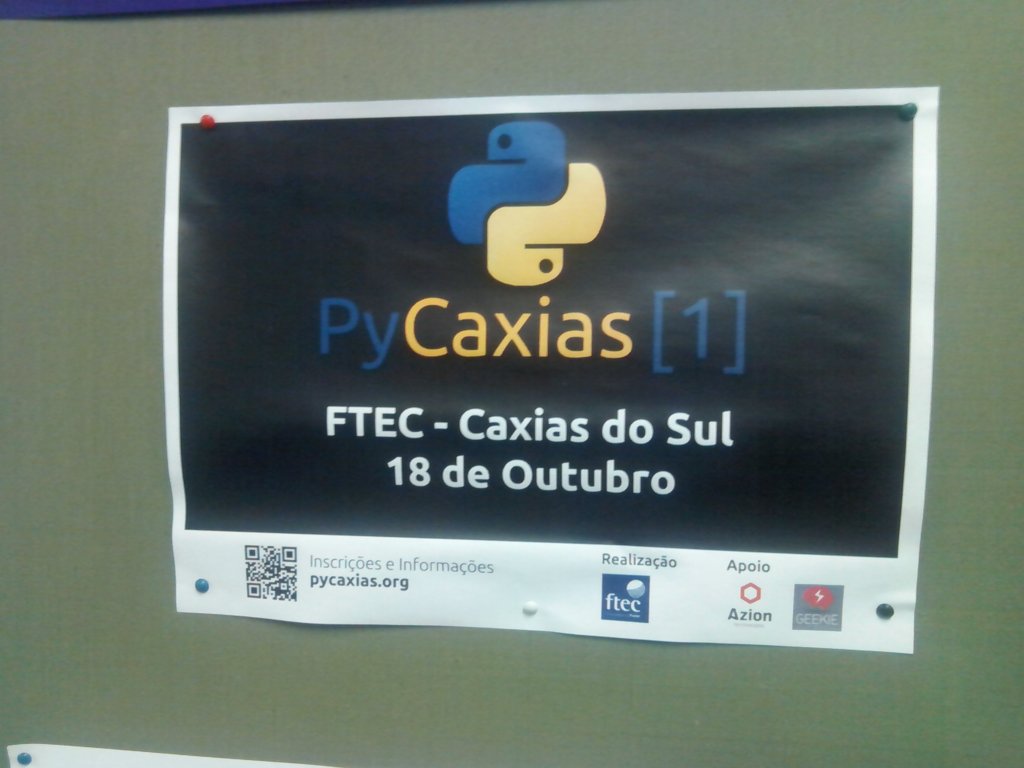 PyCaxias [1]
FTEC - Caxias do Sul
18 de Outubro
Inscrições e Informações
pycaxias.org
Realização
ftec
Apoio
Azion
GEEKIE